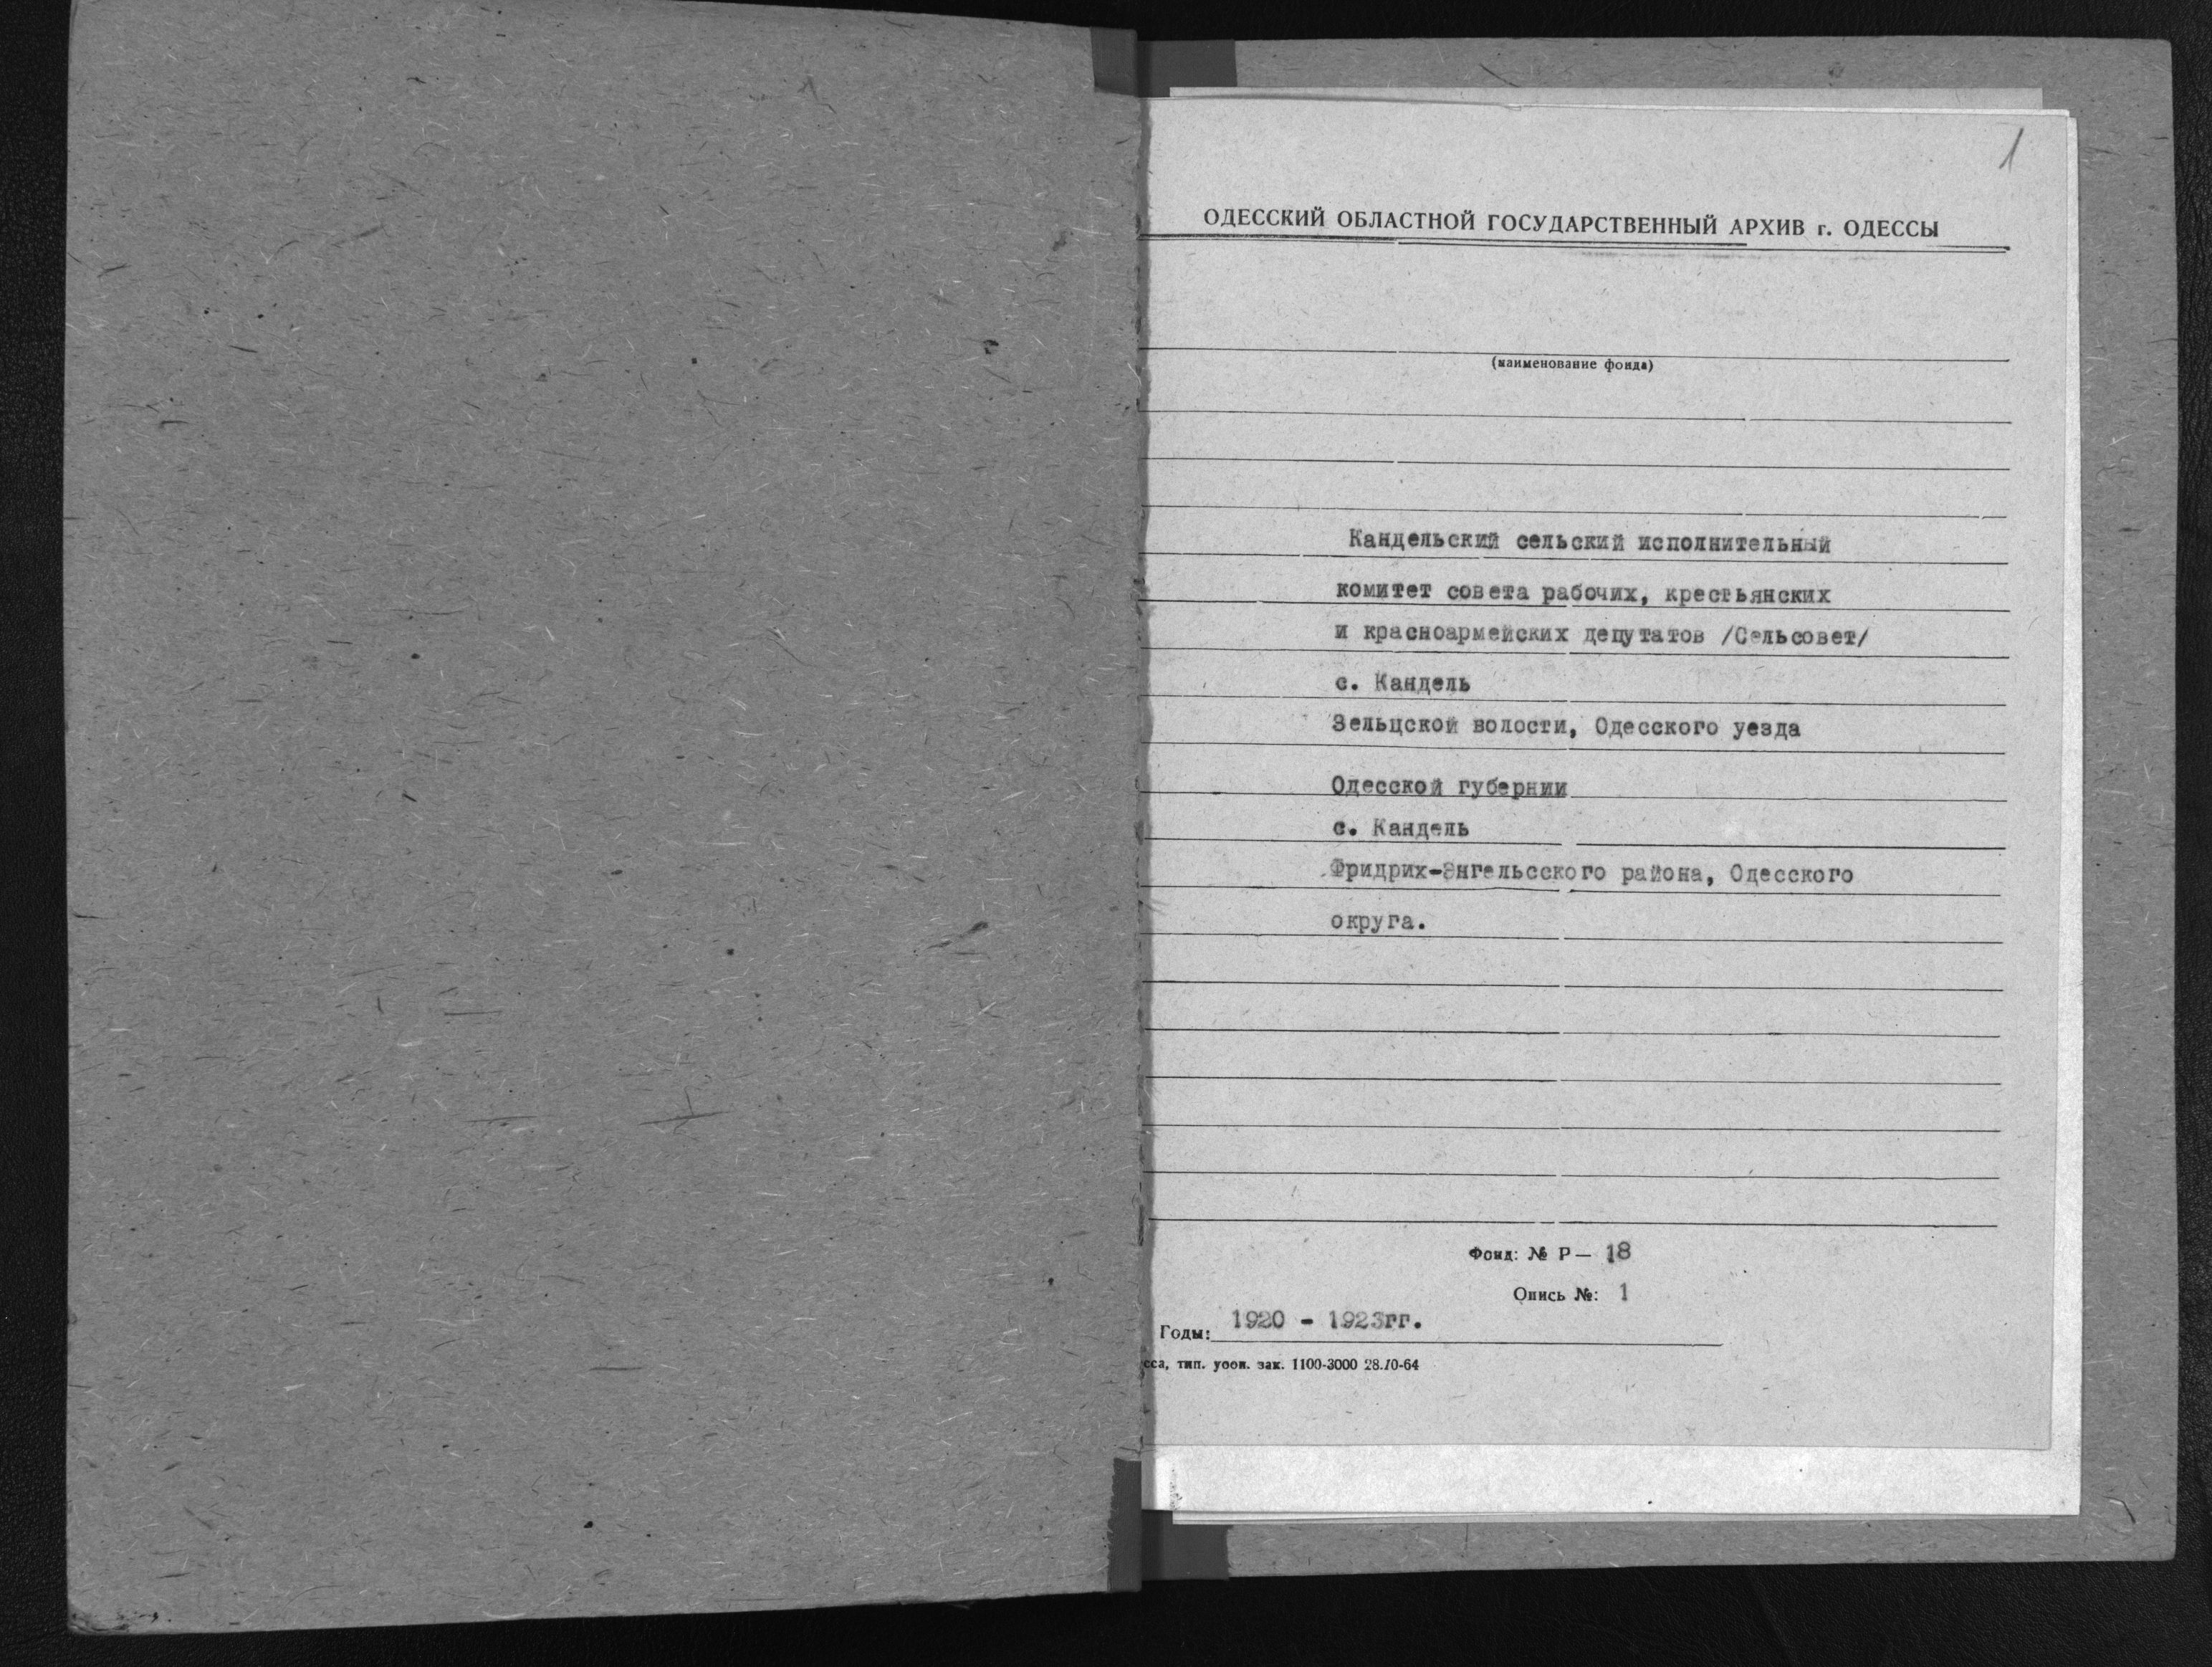 1
ОДЕССКИЙ ОБЛАСТНОЙ ГОСУДАРСТВЕННЫЙ АРХИВ г. ОДЕССЫ
(наименование фонда)
Кандельский сельский исполнительный
комитет совета рабочих, крестьянских
и красноармейских депутатов /Сельсовет/
с. Кандель
Зельцской волости, Одесского уезда
Одесской губернии
с. Кандель
Фридрих-Энгельсского района, Одесского
округа.
Фонд: № Р— 18
Опись №: 1
Годы: 1920 - 1923гг.
сса, тип. зак. 1100-3000 28.10-64